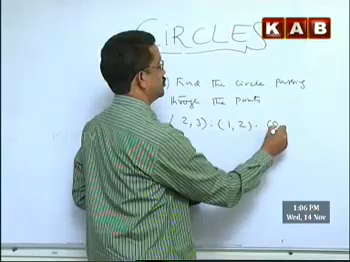 CIRCLES
KAB
) Find the circle passing
through the points
( 2, 3) . (1, 2) .
1:06 PM
Wed, 14 Nov